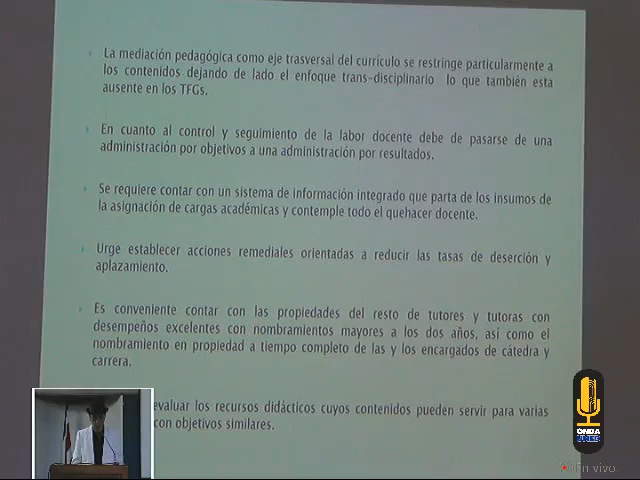 La mediación pedagógica como eje trasversal del currículo se restringe particularmente a
los contenidos dejando de lado el enfoque trans-disciplinario lo que también esta
ausente en los TFGs.
En cuanto al control y seguimiento de la labor docente debe de pasarse de una
administración por objetivos a una administración por resultados.
Se requiere contar con un sistema de información integrado que parta de los insumos de
la asignación de cargas académicas y contemple todo el quehacer docente.
Urge establecer acciones remediales orientadas a reducir las tasas de deserción y
aplazamiento.
Es conveniente contar con las propiedades del resto de tutores y tutoras con
desempeños excelentes con nombramientos mayores a los dos años, así como el
nombramiento en propiedad a tiempo completo de las y los encargados de cátedra y
carrera.
evaluar los recursos didácticos cuyos contenidos pueden servir para varias
con objetivos similares.
ONDA
UNED
En vivo